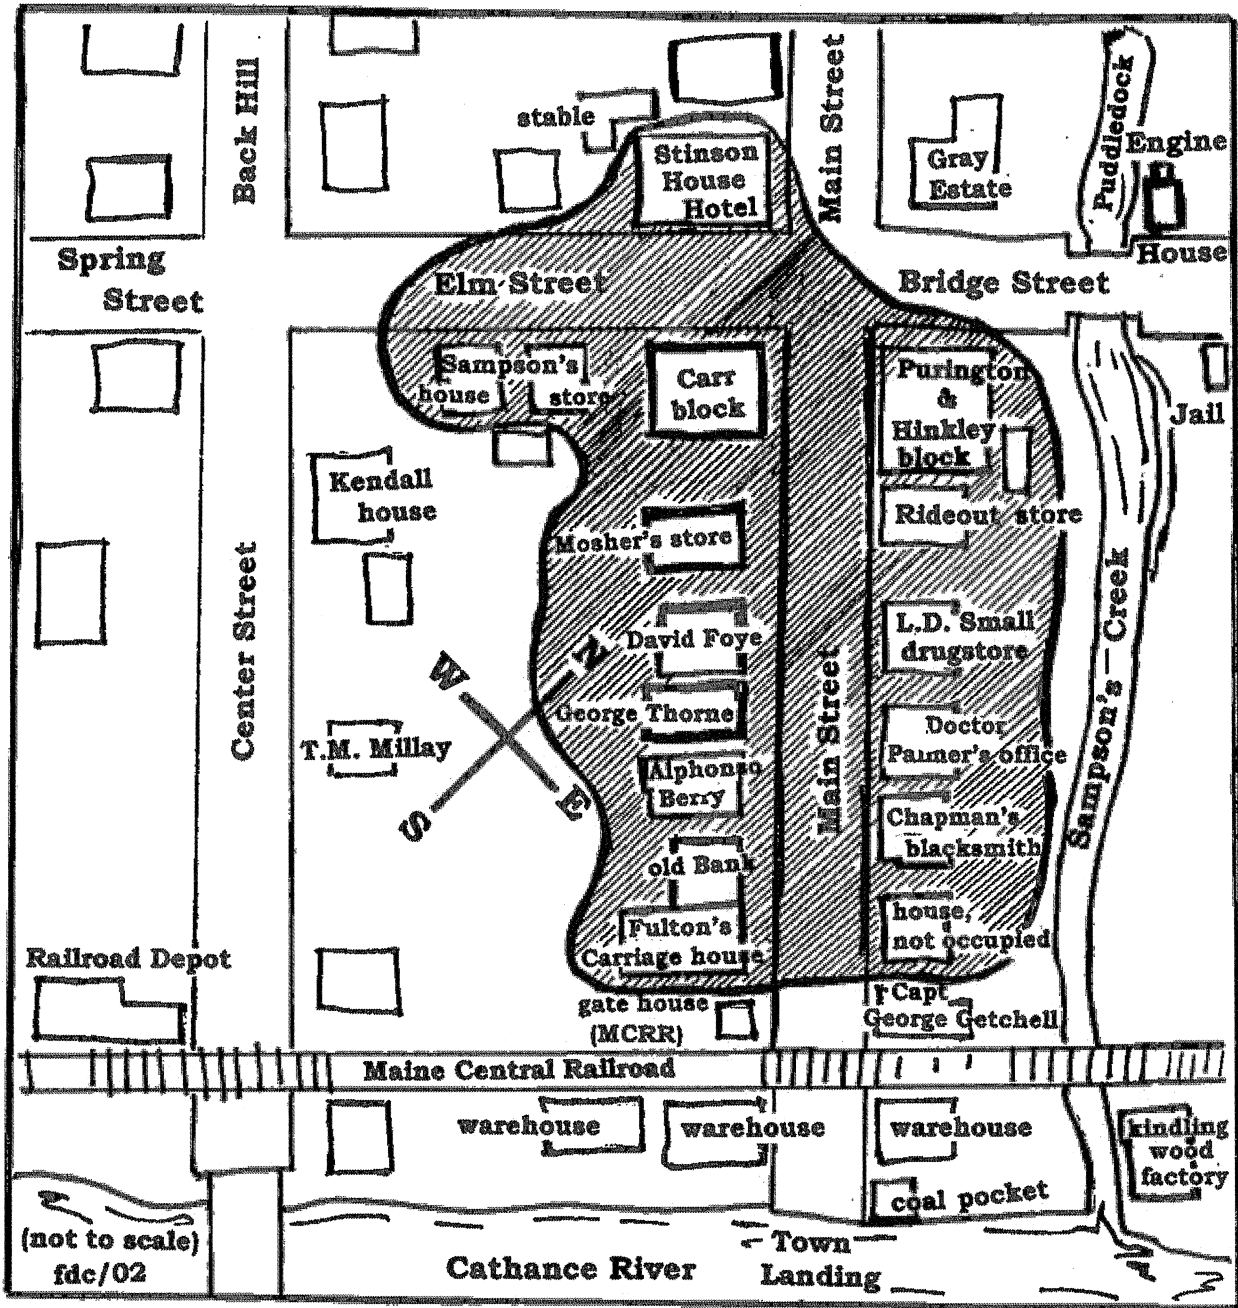 Back Hill
Main Street
Puddledock
stable
Engine
House
Stinson
House
Hotel
Gray
Estate
Spring
Street
Elm Street
Bridge Street
Sampson's
house
store
Carr
block
Purington
&
Hinkley
block
Jail
Kendall
house
Mosher's store
Rideout store
Center Street
David Foye
L.D. Small
drugstore
N
W
E
S
George Thorne
Main Street
Doctor
Palmer's office
Sampson's Creek
T.M. Millay
Alphonso
Berry
Chapman's
blacksmith
old Bank
Fulton's
Carriage house
house,
not occupied
Railroad Depot
gate house
(MCRR)
Capt
George Getchell
Maine Central Railroad
warehouse
warehouse
warehouse
kindling
wood
factory
coal pocket
(not to scale)
fdc/02
Cathance River
Town
Landing